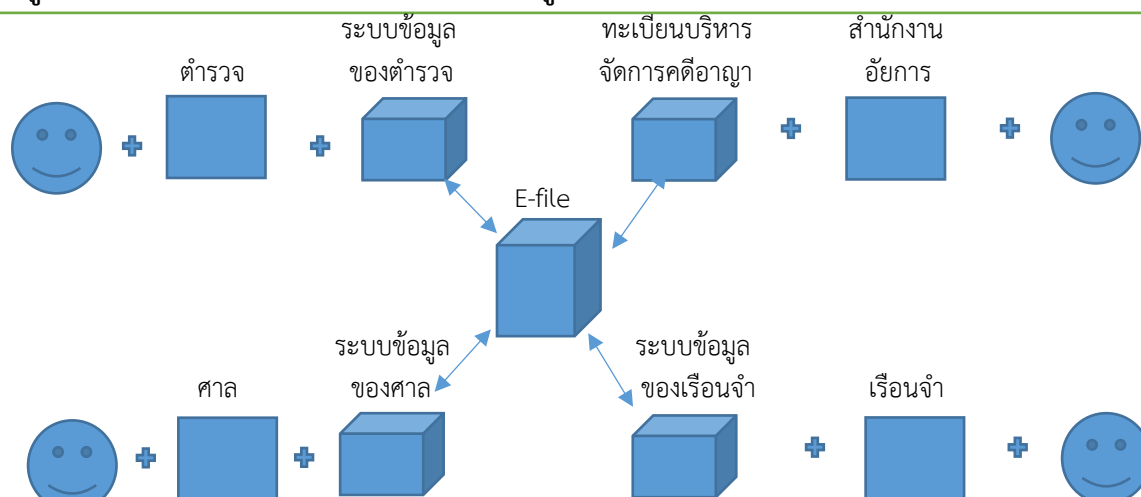 ระบบข้อมูล
ของตำรวจ
ทะเบียนบริหาร
จัดการคดีอาญา
สำนักงาน
อัยการ
ตำรวจ
E-file
ระบบข้อมูล
ของศาล
ระบบข้อมูล
ของเรือนจำ
ศาล
เรือนจำ